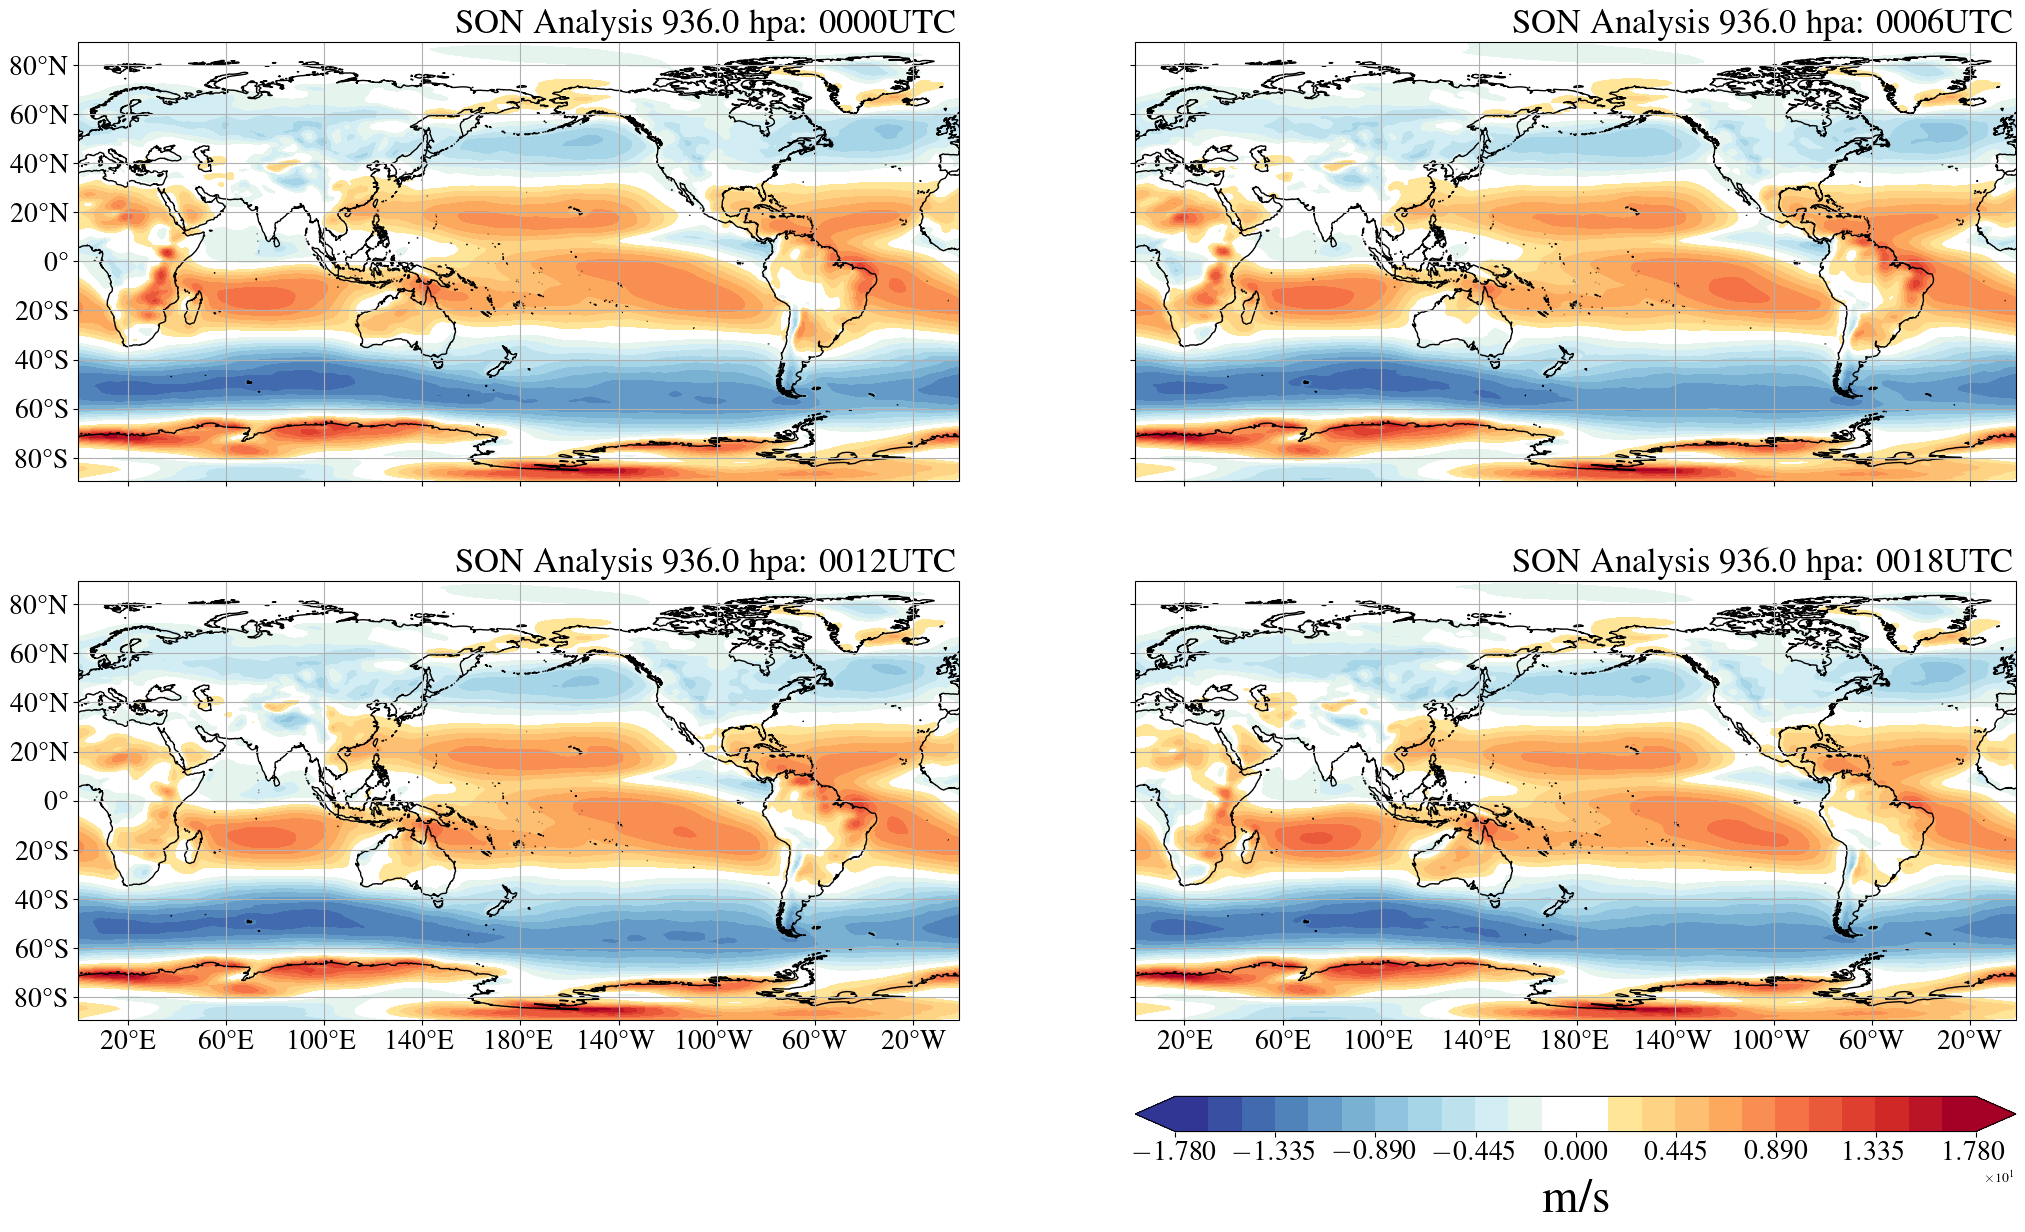 SON Analysis 936.0 hpa: 0000UTC
SON Analysis 936.0 hpa: 0006UTC
80°N
60°N
40°N
20°N
0°
20°S
40°S
60°S
80°S
SON Analysis 936.0 hpa: 0012UTC
SON Analysis 936.0 hpa: 0018UTC
80°N
60°N
40°N
20°N
0°
20°S
40°S
60°S
80°S
20°E 60°E 100°E 140°E 180°E 140°W 100°W 60°W 20°W
20°E 60°E 100°E 140°E 180°E 140°W 100°W 60°W 20°W
−1.780 −1.335 −0.890 −0.445 0.000 0.445 0.890 1.335 1.780
×10¹
m/s